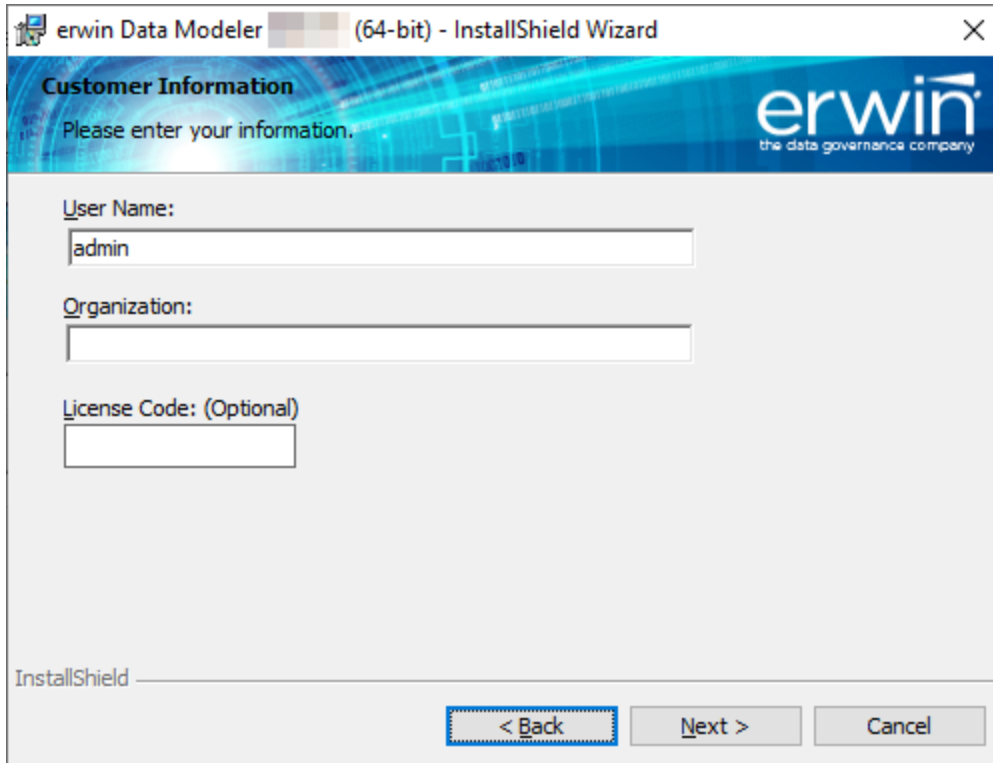 erwin Data Modeler (64-bit) - InstallShield Wizard
Customer Information
Please enter your information.
erwin
the data governance company
User Name:
admin
Organization:
License Code: (Optional)
InstallShield
< Back Next > Cancel